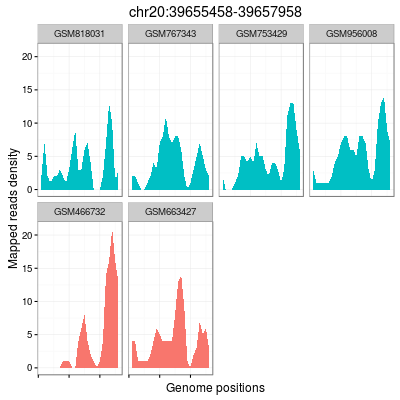 chr20:39655458-39657958
GSM818031 GSM767343 GSM753429 GSM956008
20
15
10
5
0
GSM466732 GSM663427
20
15
10
5
0
Mapped reads density
Genome positions